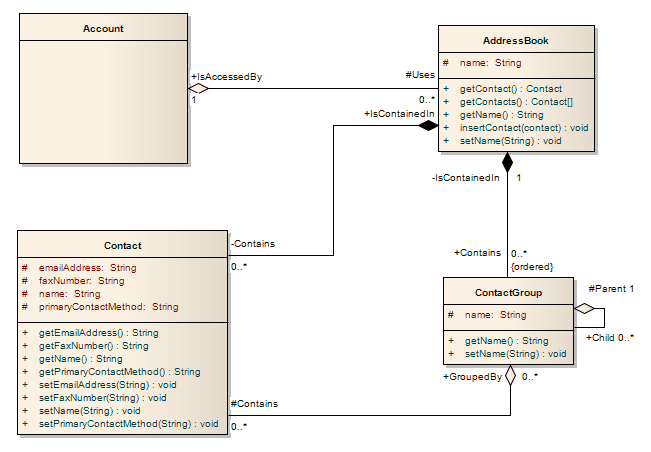 Account
AddressBook
# name: String
+ getContact() : Contact
+ getContacts() : Contact[]
+ getName() : String
+ insertContact(contact) : void
+ setName(String) : void
+IsAccessedBy
1
#Uses
0..*
+IsContainedIn
-IsContainedIn
1
-Contains
0..*
+Contains
0..*
{ordered}
Contact
# emailAddress: String
# faxNumber: String
# name: String
# primaryContactMethod: String
+ getEmailAddress() : String
+ getFaxNumber() : String
+ getName() : String
+ getPrimaryContactMethod() : String
+ setEmailAddress(String) : void
+ setFaxNumber(String) : void
+ setName(String) : void
+ setPrimaryContactMethod(String) : void
ContactGroup
# name: String
+ getName() : String
+ setName(String) : void
#Parent 1
+Child 0..*
+GroupedBy
0..*
#Contains
0..*